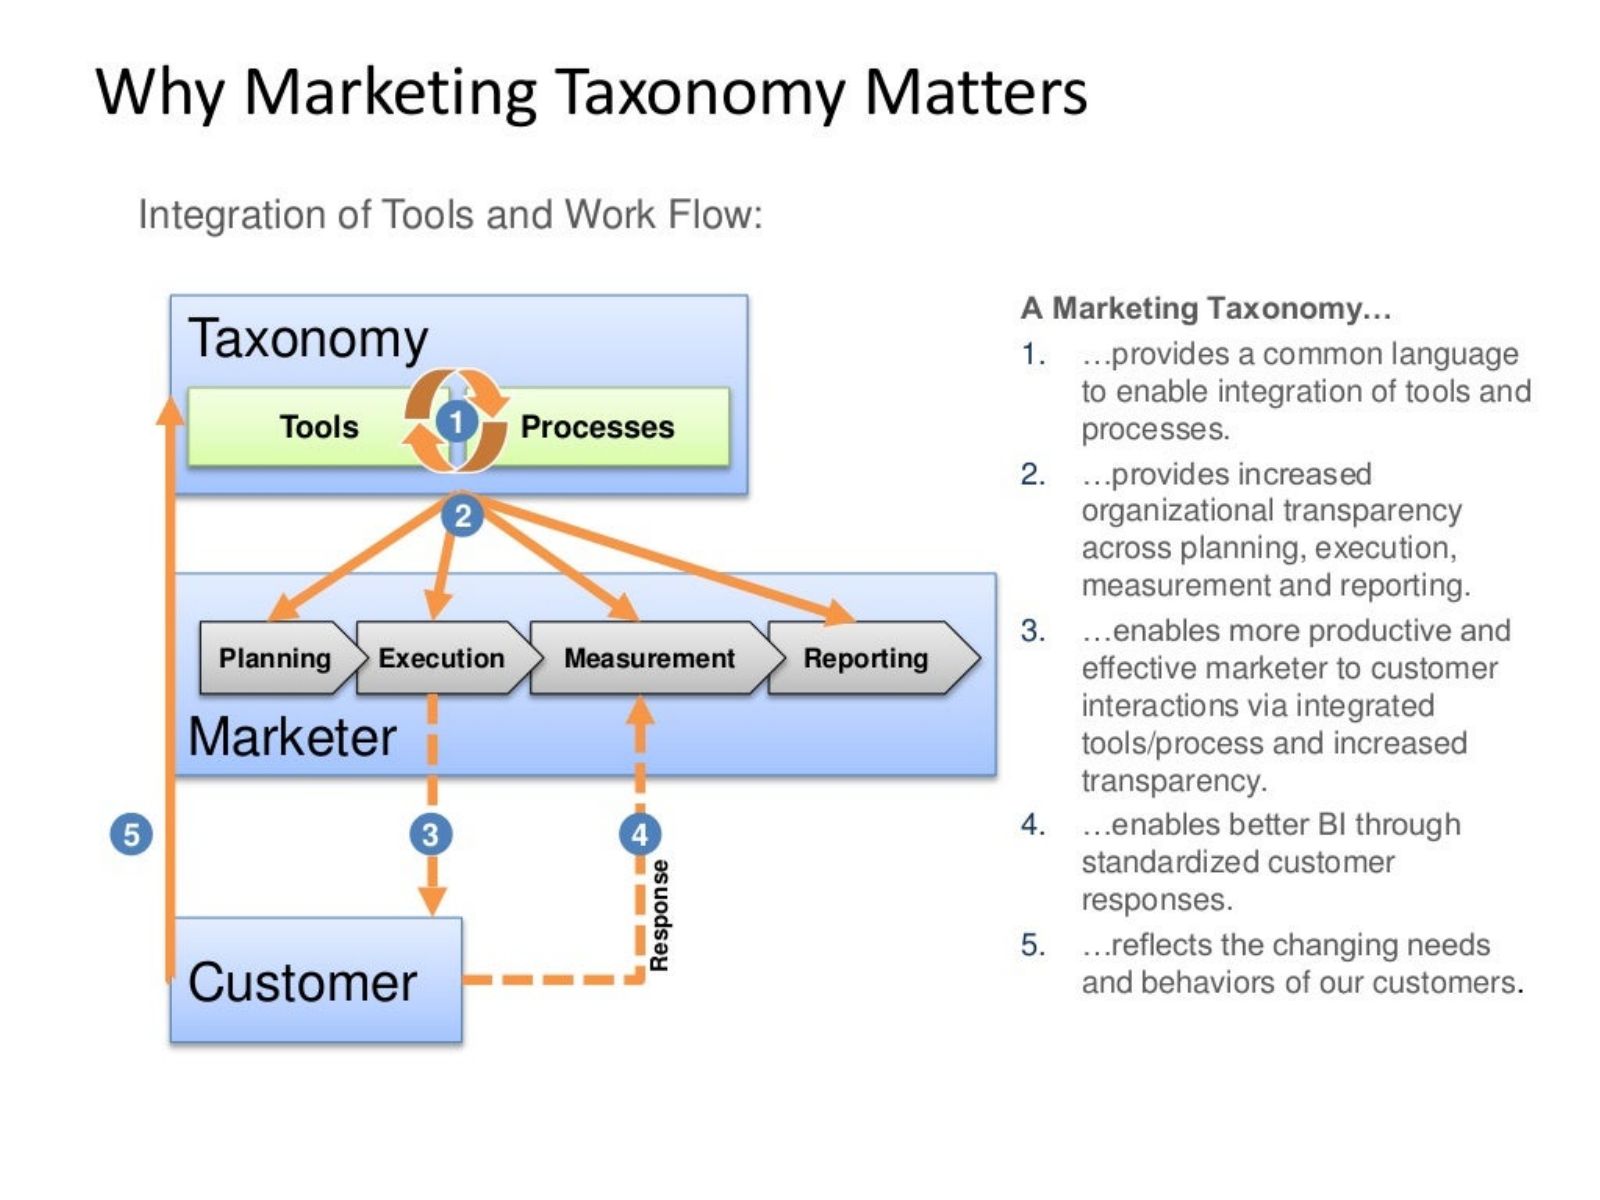 Why Marketing Taxonomy Matters
Integration of Tools and Work Flow:
Taxonomy
Tools
1
Processes
2
Planning
Execution
Measurement
Reporting
Marketer
5
3
4
Response
Customer
A Marketing Taxonomy…
1. …provides a common language
to enable integration of tools and
processes.
2. …provides increased
organizational transparency
across planning, execution,
measurement and reporting.
3. …enables more productive and
effective marketer to customer
interactions via integrated
tools/process and increased
transparency.
4. …enables better BI through
standardized customer
responses.
5. …reflects the changing needs
and behaviors of our customers.